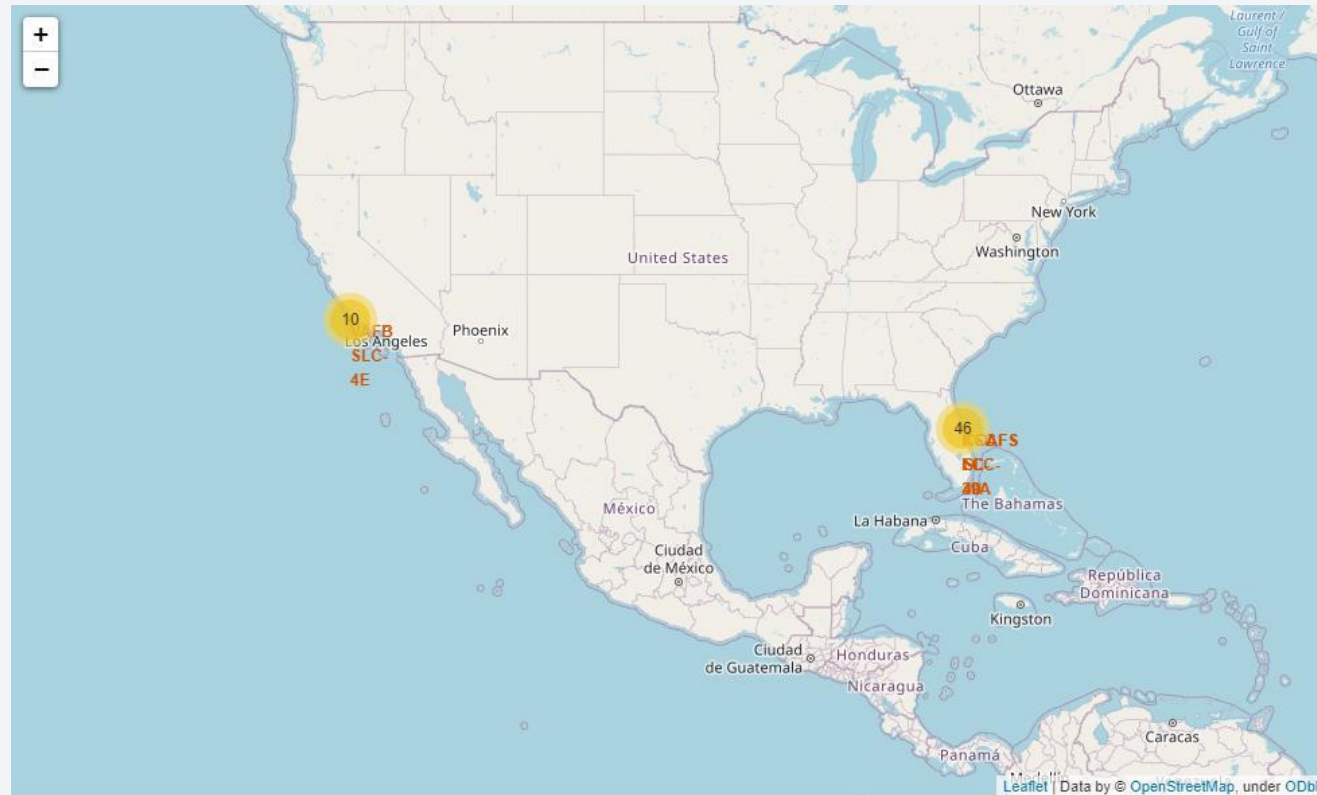 +
−
Laurent /
Gulf of
Saint
Lawrence
Ottawa
New York
Washington
United States
10
Los Angeles
SLC-
4E
Phoenix
46
The Bahamas
La Habana
Cuba
México
Ciudad
de México
República
Dominicana
Kingston
Ciudad
de Guatemala
Honduras
Nicaragua
Caracas
Panamá
Leaflet | Data by © OpenStreetMap, under ODbL